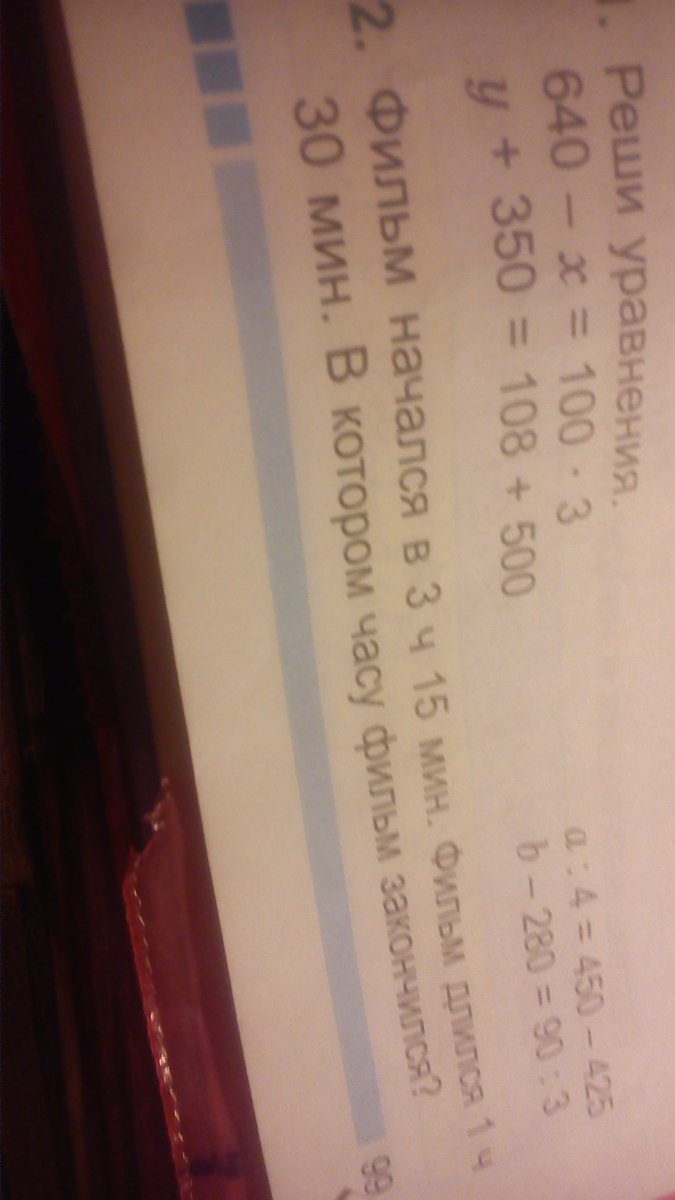 1. Реши уравнения.
640 – x = 100 · 3 a : 4 = 450 – 425
y + 350 = 108 + 500 b – 280 = 90 : 3
2. Фильм начался в 3 ч 15 мин. Фильм длился 1 ч
30 мин. В котором часу фильм закончился?
99